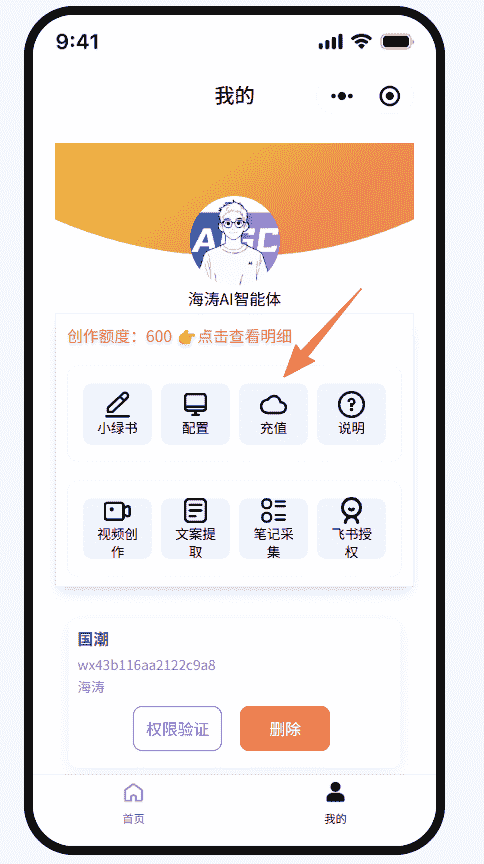 9:41
我的
AIGC
海涛AI智能体
创作额度：600 👉点击查看明细
小绿书
配置
充值
说明
视频创
作
文案提
取
笔记采
集
飞书授
权
国潮
wx43b116aa2122c9a8
海涛
权限验证
删除
首页
我的